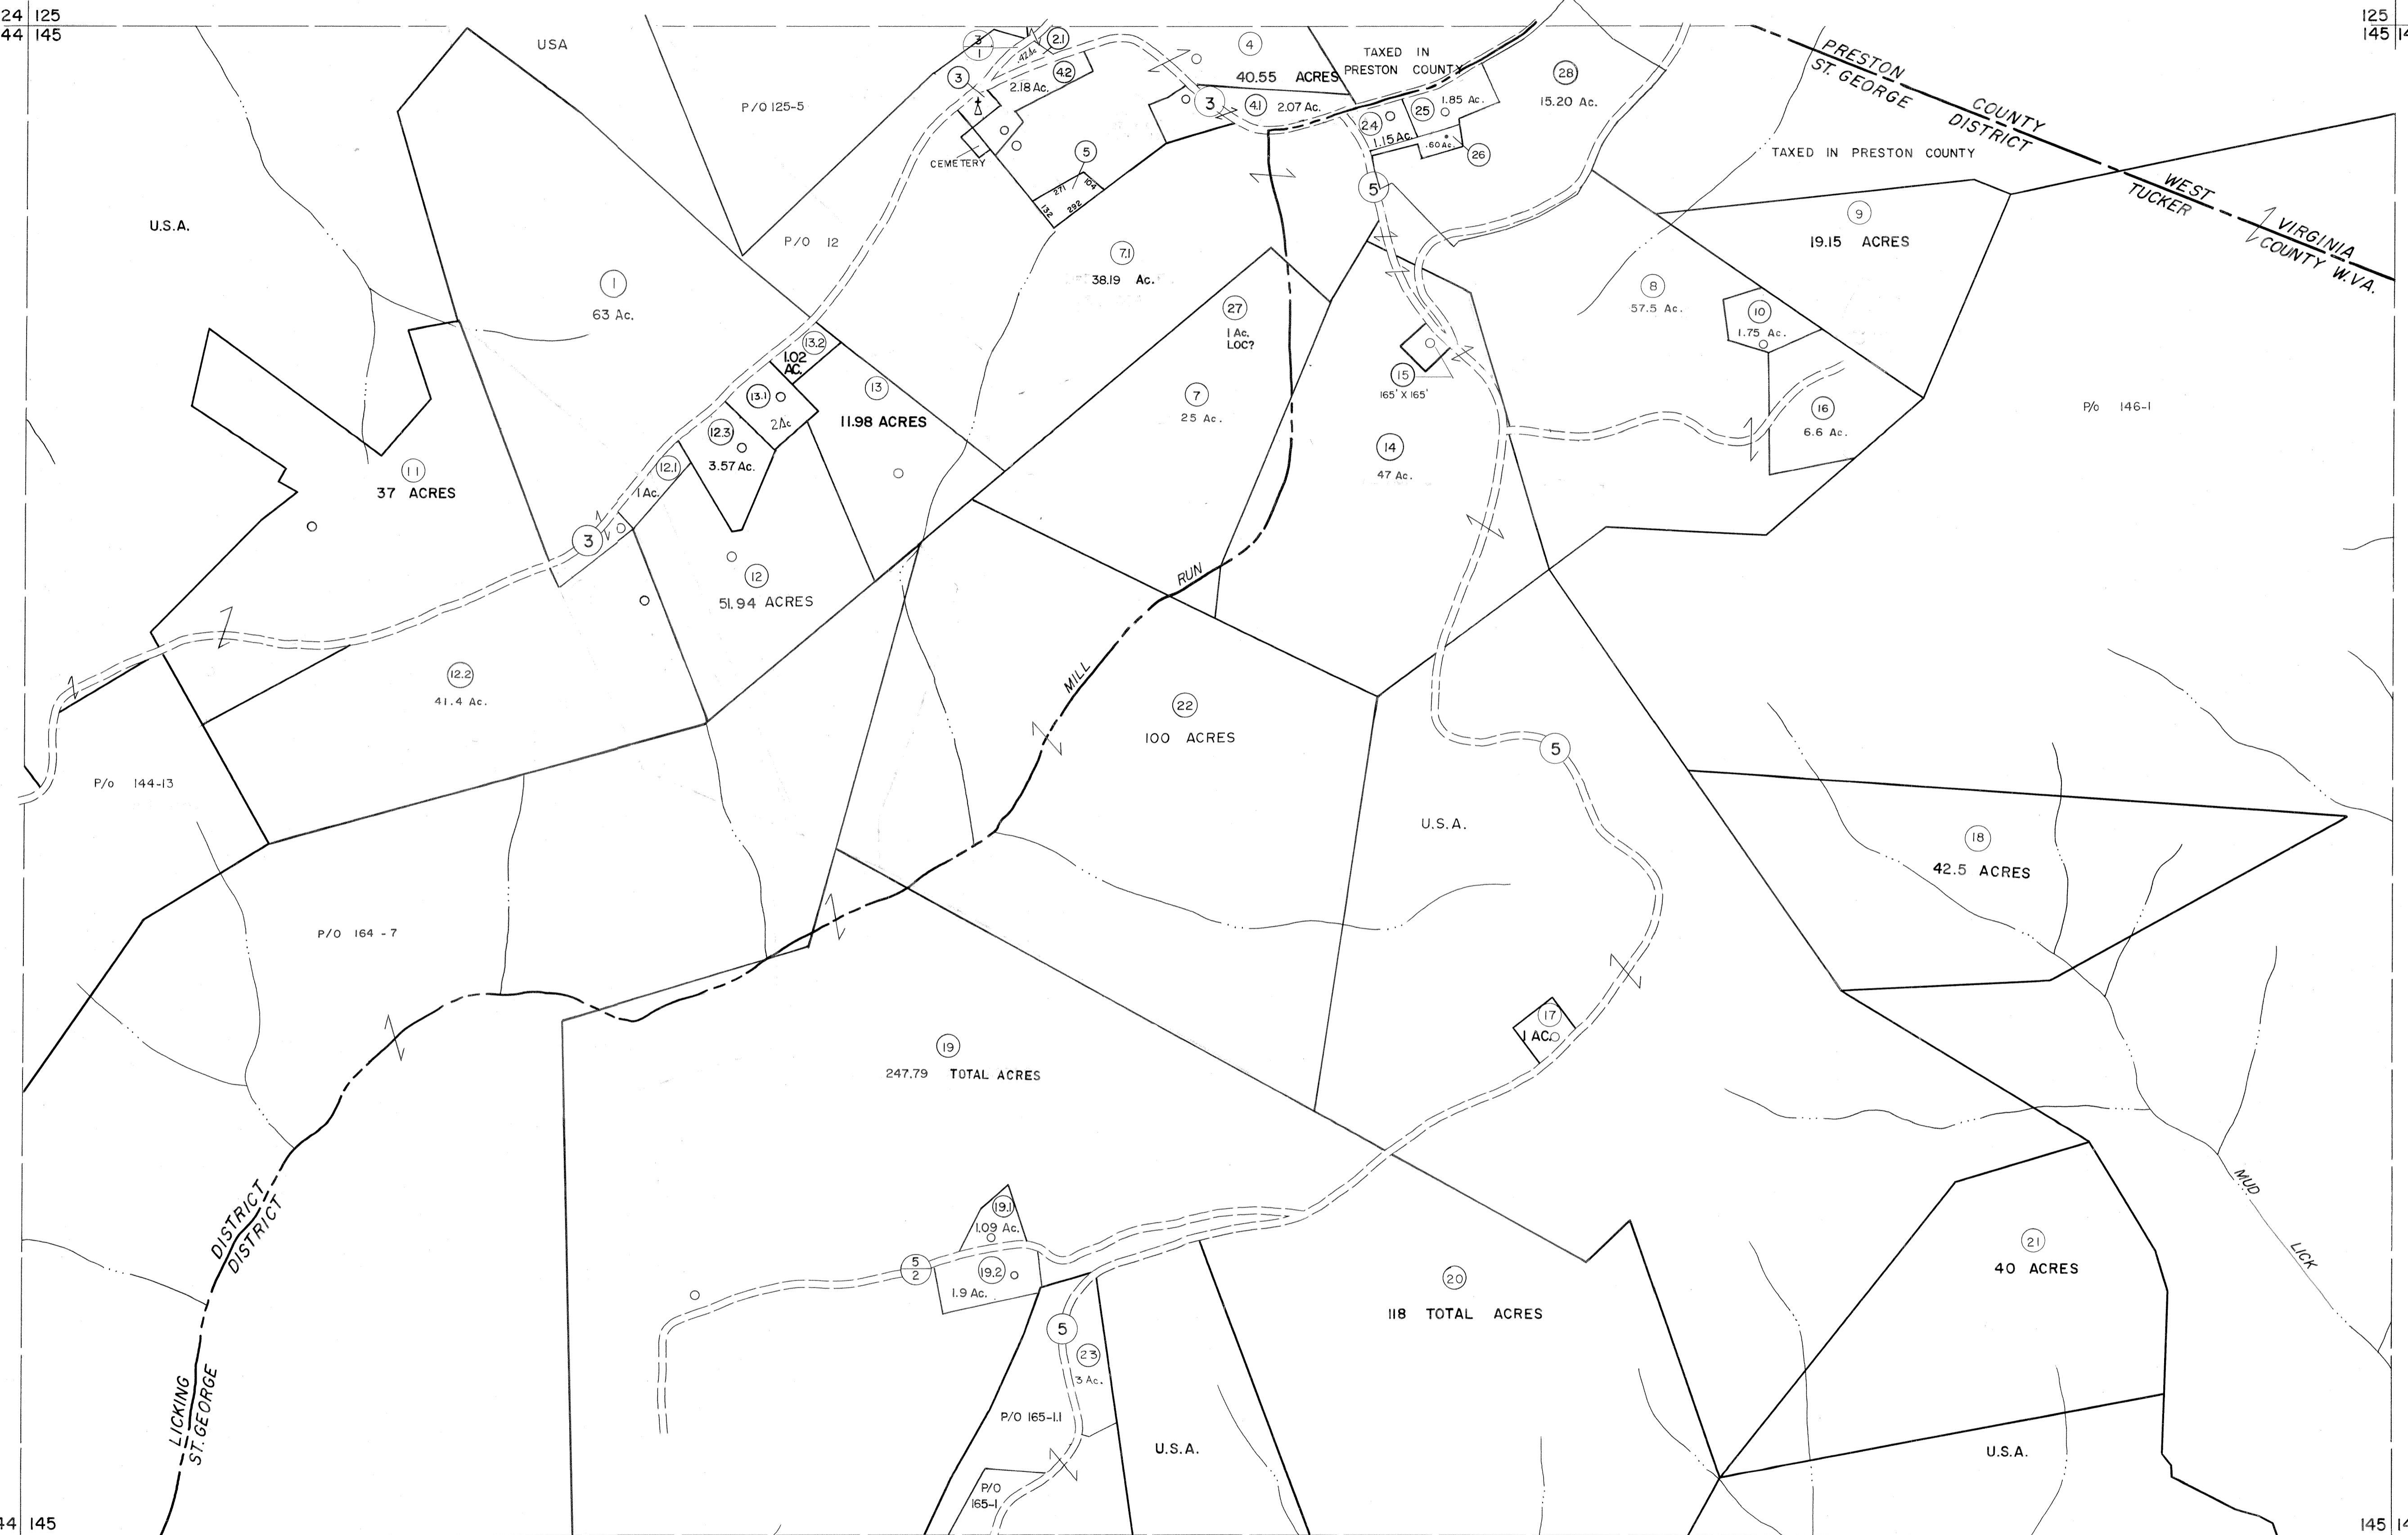 24 125
44 145
125
145 14
USA
U.S.A.
P/O 125-5
P/O 12
1
63 Ac.
11
37 ACRES
3
1
.42 Ac
2.1
3
4.2
2.18 Ac.
CEMETERY
5
271
104
132
292
4
40.55 ACRES
TAXED IN
PRESTON COUNTY
3
4.1
2.07 Ac.
24
1.15 Ac.
25
1.85 Ac.
.60 Ac.
26
28
15.20 Ac.
5
PRESTON COUNTY WEST VIRGINIA
ST. GEORGE DISTRICT TUCKER COUNTY W.VA.
TAXED IN PRESTON COUNTY
9
19.15 ACRES
8
57.5 Ac.
10
1.75 Ac.
16
6.6 Ac.
P/o 146-1
7.1
38.19 Ac.
27
1 Ac.
LOC?
7
25 Ac.
15
165' X 165'
14
47 Ac.
13.2
1.02
AC.
13.1
2Ac
13
11.98 ACRES
12.3
3.57 Ac.
12.1
1 Ac.
3
12
51.94 ACRES
12.2
41.4 Ac.
P/o 144-13
P/O 164 - 7
MILL RUN
22
100 ACRES
5
U.S.A.
18
42.5 ACRES
17
1 AC.
19
247.79 TOTAL ACRES
19.1
1.09 Ac.
5
2
19.2
1.9 Ac.
5
23
3 Ac.
P/O 165-1.1
P/O
165-1
U.S.A.
20
118 TOTAL ACRES
21
40 ACRES
U.S.A.
MUD LICK
LICKING DISTRICT
ST. GEORGE DISTRICT
44 145
145 14